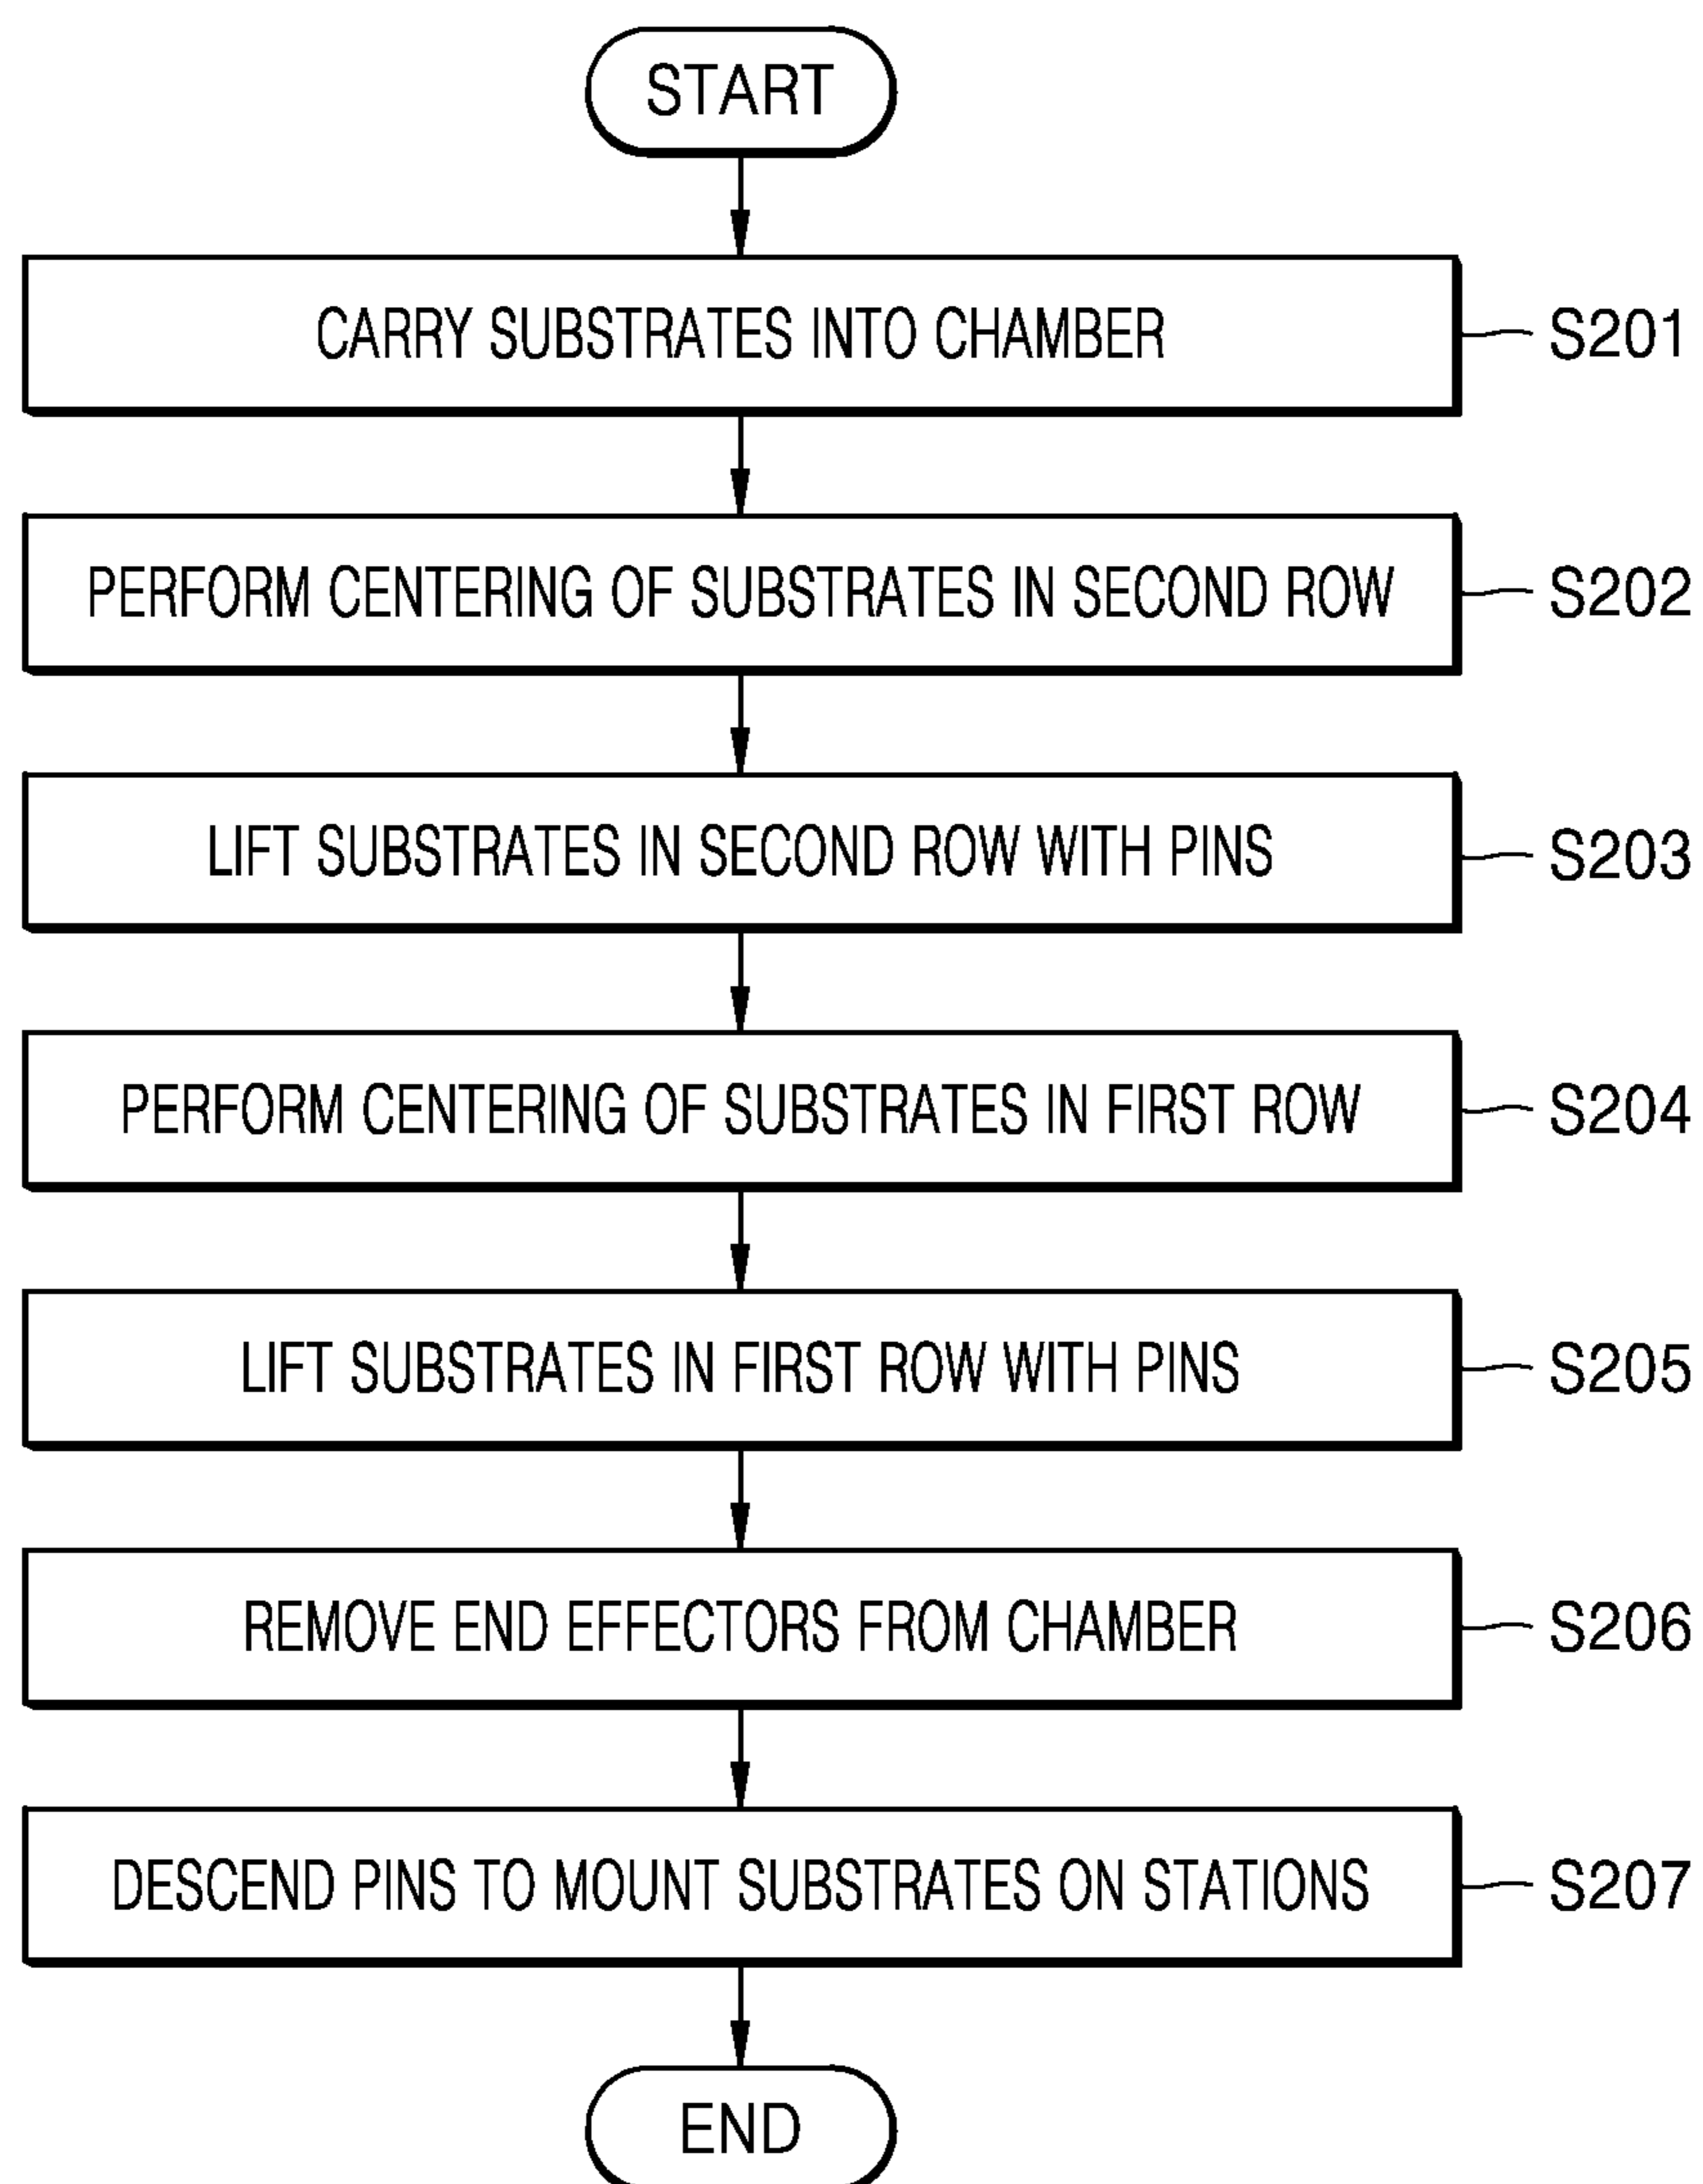 START
CARRY SUBSTRATES INTO CHAMBER
S201
PERFORM CENTERING OF SUBSTRATES IN SECOND ROW
S202
LIFT SUBSTRATES IN SECOND ROW WITH PINS
S203
PERFORM CENTERING OF SUBSTRATES IN FIRST ROW
S204
LIFT SUBSTRATES IN FIRST ROW WITH PINS
S205
REMOVE END EFFECTORS FROM CHAMBER
S206
DESCEND PINS TO MOUNT SUBSTRATES ON STATIONS
S207
END